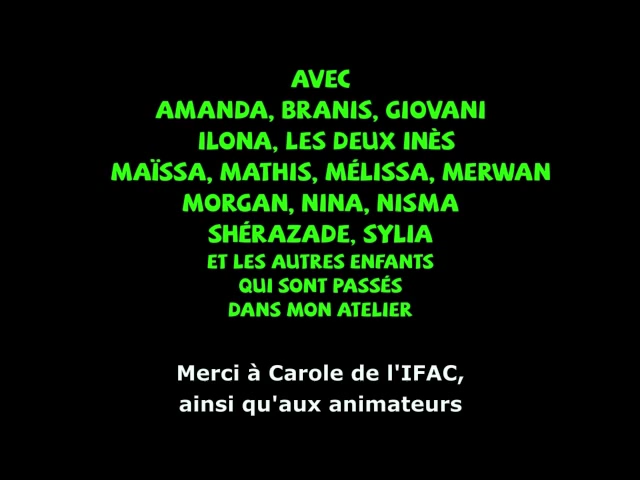 AVEC
AMANDA, BRANIS, GIOVANI
ILONA, LES DEUX INÈS
MAÏSSA, MATHIS, MÉLISSA, MERWAN
MORGAN, NINA, NISMA
SHÉRAZADE, SYLIA
ET LES AUTRES ENFANTS
QUI SONT PASSÉS
DANS MON ATELIER
Merci à Carole de l'IFAC,
ainsi qu'aux animateurs